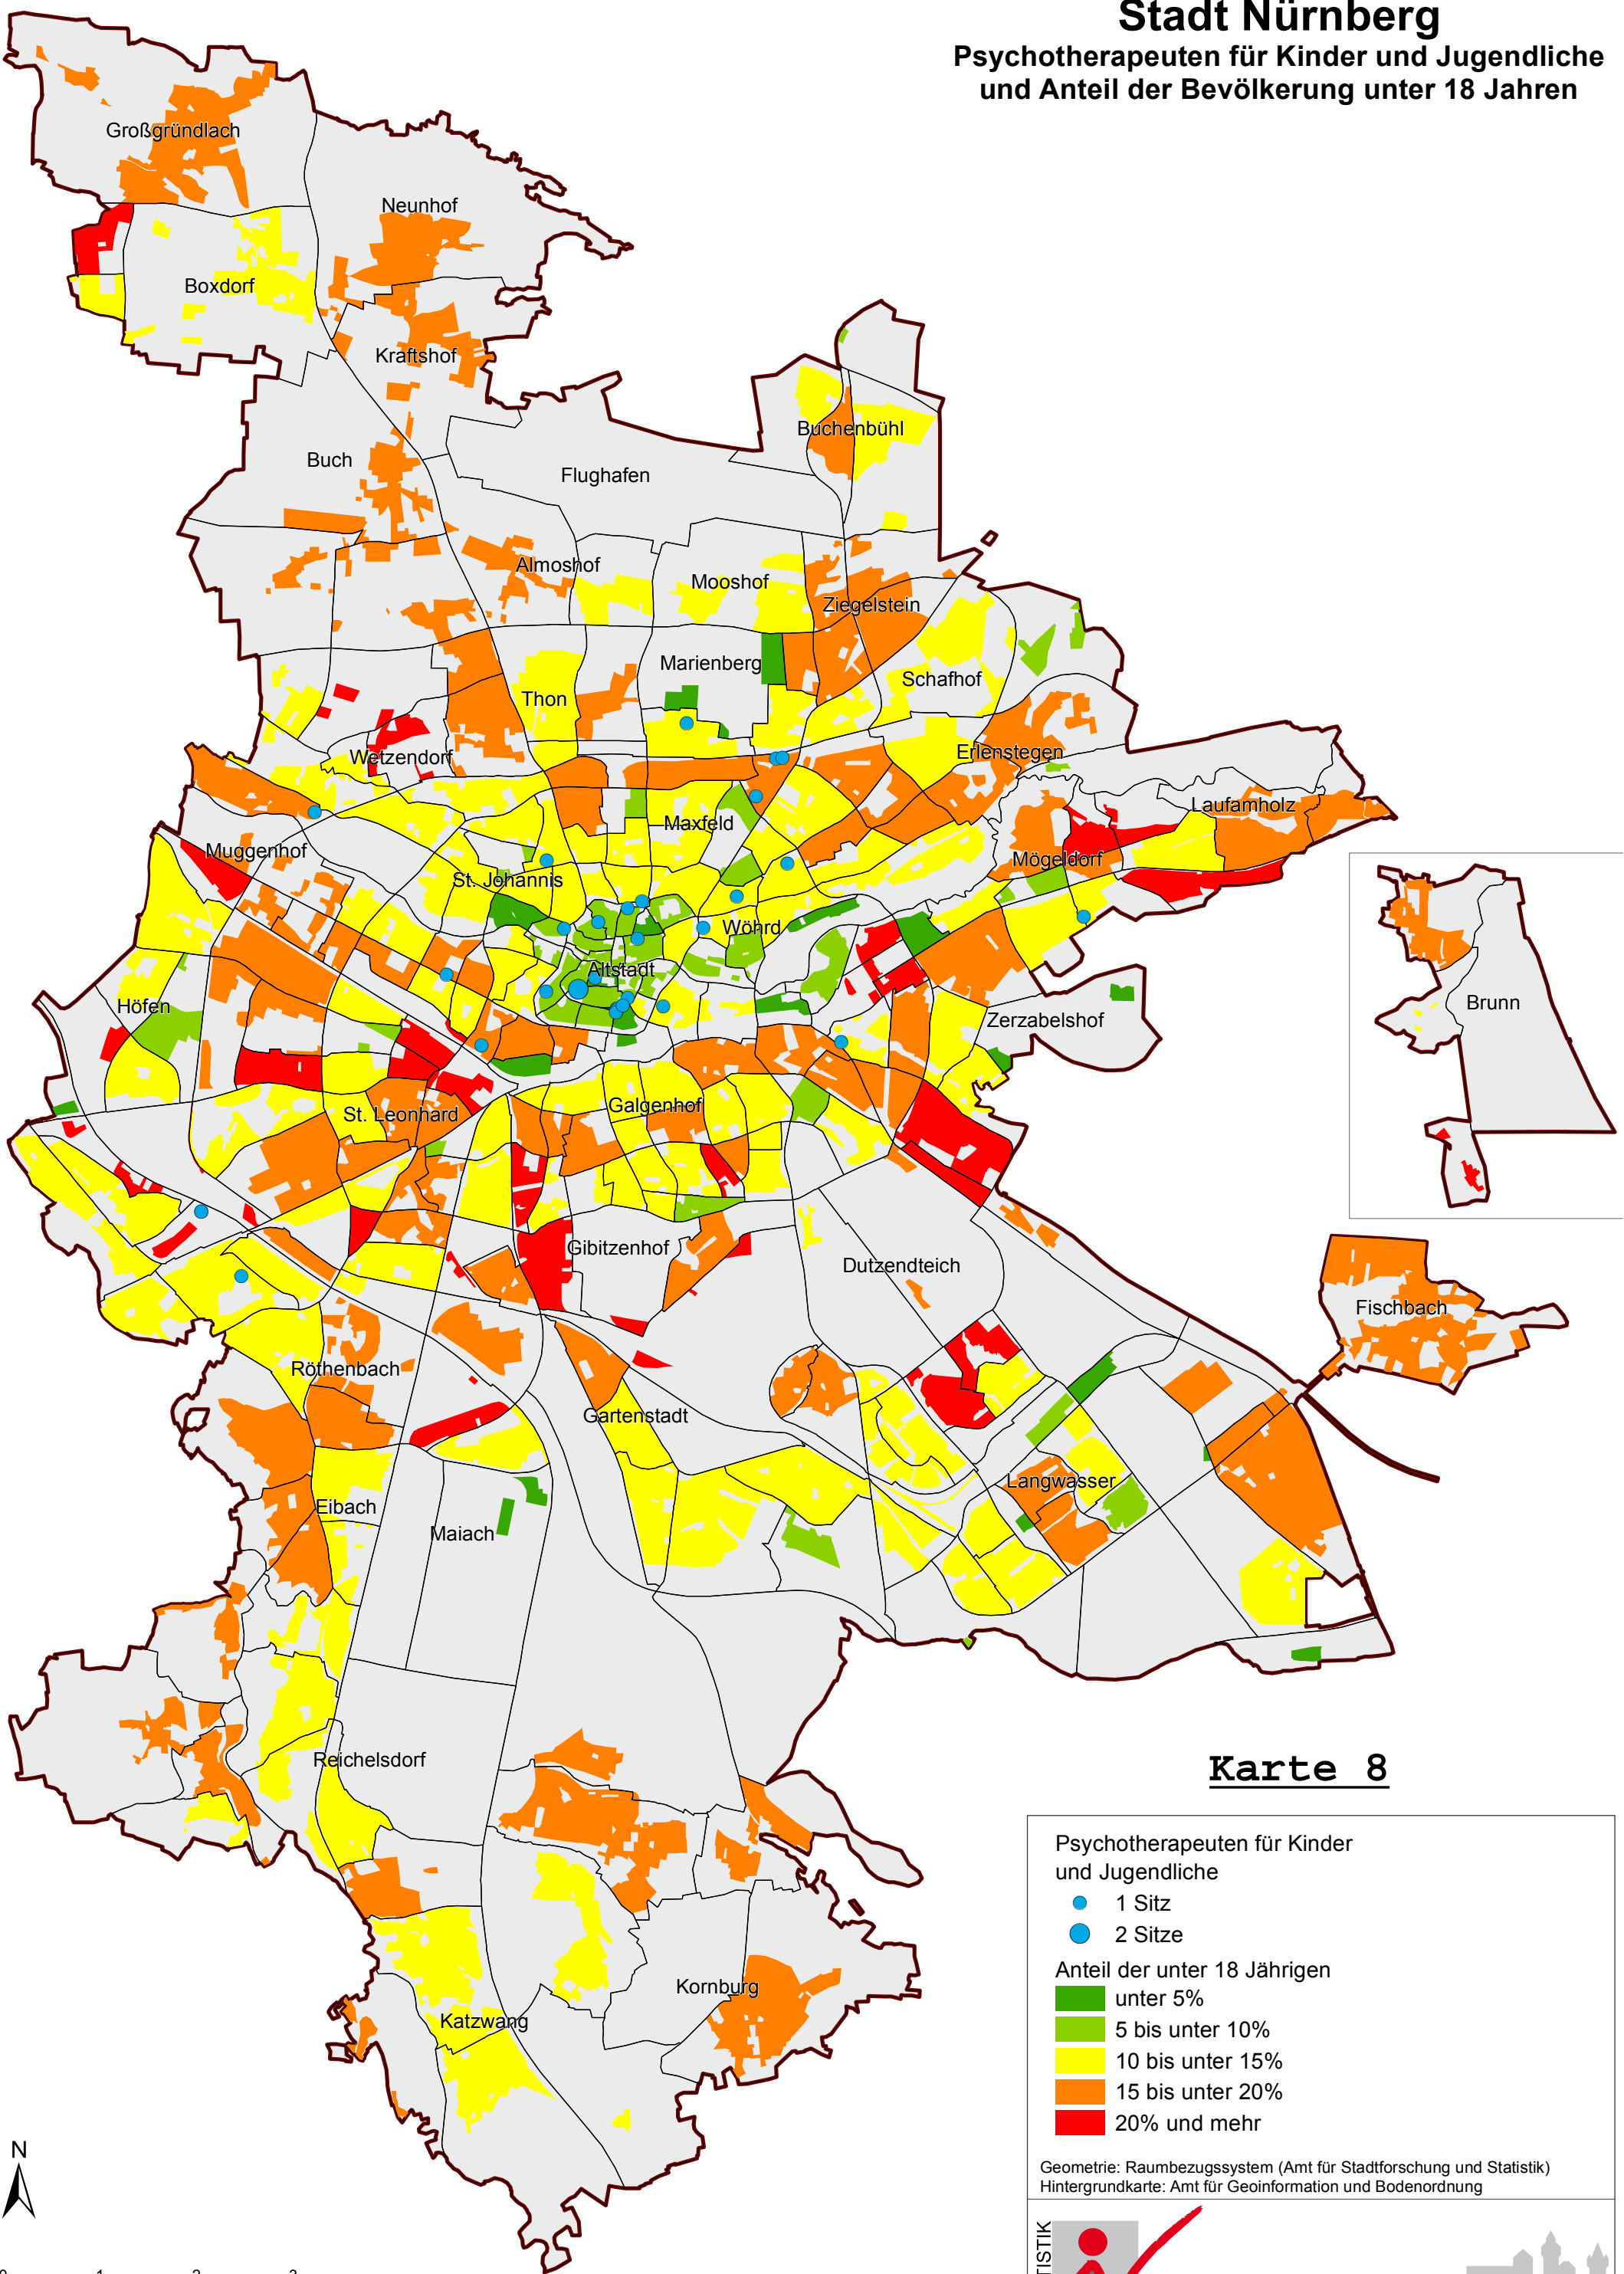 Stadt Nürnberg
Psychotherapeuten für Kinder und Jugendliche
und Anteil der Bevölkerung unter 18 Jahren
Großgründlach
Neunhof
Boxdorf
Kraftshof
Buchenbühl
Buch
Flughafen
Almoshof
Mooshof
Ziegelstein
Marienberg
Schafhof
Thon
Wetzendorf
Erlenstegen
Laufamholz
Maxfeld
Muggenhof
Mögeldorf
St. Johannis
Wöhrd
Altstadt
Höfen
Zerzabelshof
Brunn
Galgenhof
St. Leonhard
Gibitzenhof
Dutzendteich
Fischbach
Röthenbach
Gartenstadt
Langwasser
Eibach
Maiach
Reichelsdorf
Kornburg
Katzwang
Karte 8
Psychotherapeuten für Kinder
und Jugendliche
1 Sitz
2 Sitze
Anteil der unter 18 Jährigen
unter 5%
5 bis unter 10%
10 bis unter 15%
15 bis unter 20%
20% und mehr
N
Geometrie: Raumbezugssystem (Amt für Stadtforschung und Statistik)
Hintergrundkarte: Amt für Geoinformation und Bodenordnung
TISTIK